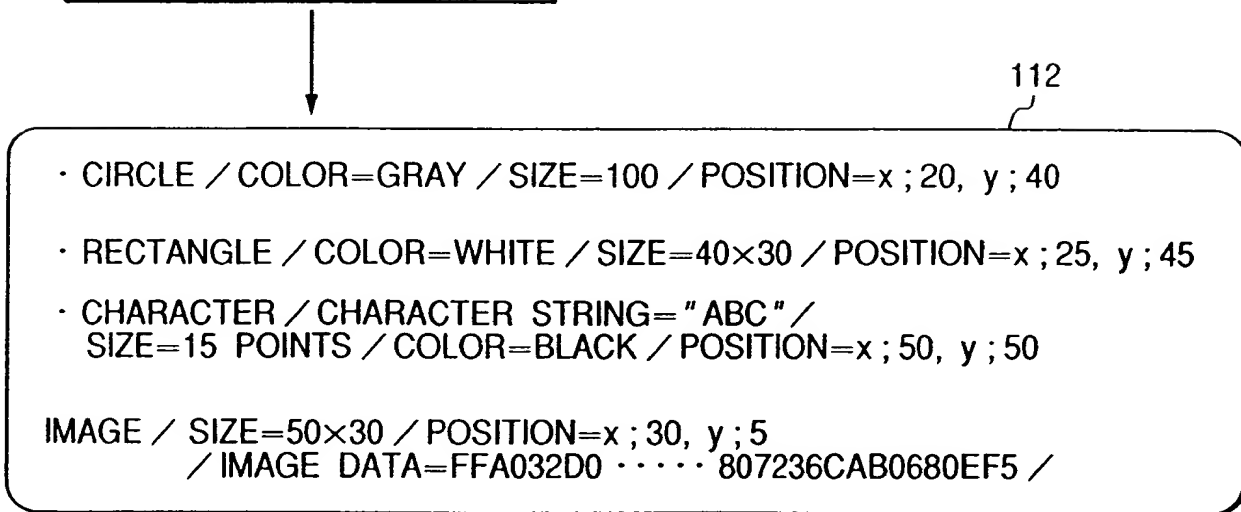 112
· CIRCLE / COLOR=GRAY / SIZE=100 / POSITION=x ; 20, y ; 40
· RECTANGLE / COLOR=WHITE / SIZE=40×30 / POSITION=x ; 25, y ; 45
· CHARACTER / CHARACTER STRING="ABC" /
SIZE=15 POINTS / COLOR=BLACK / POSITION=x ; 50, y ; 50
IMAGE / SIZE=50×30 / POSITION=x ; 30, y ; 5
/ IMAGE DATA=FFA032D0 ····· 807236CAB0680EF5 /